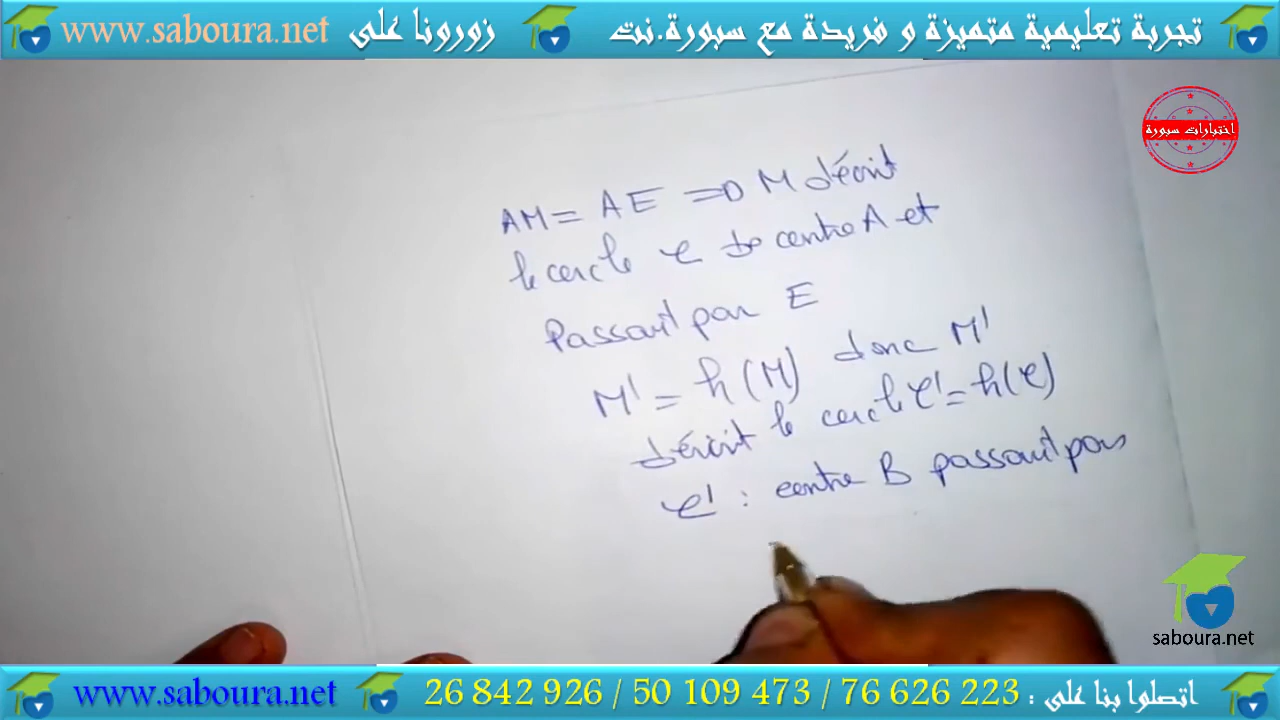 www.saboura.net زورونا على تجربة تعليمية متميزة و فريدة مع سبورة.نت
اختبارات سبورة
AM = AE => M décrit
le cercle C de centre A et
Passant par E
M' = h(M) donc M'
décrit le cercle C' = h(C)
C' : centre B passant par
saboura.net
www.saboura.net 26 842 926 / 50 109 473 / 76 626 223 اتصلوا بنا على :